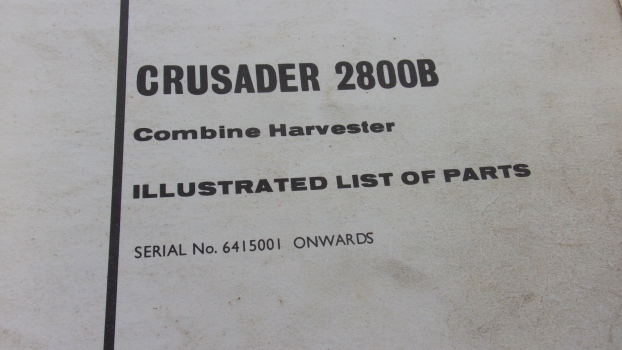 CRUSADER 2800B
Combine Harvester
ILLUSTRATED LIST OF PARTS
SERIAL No. 6415001 ONWARDS